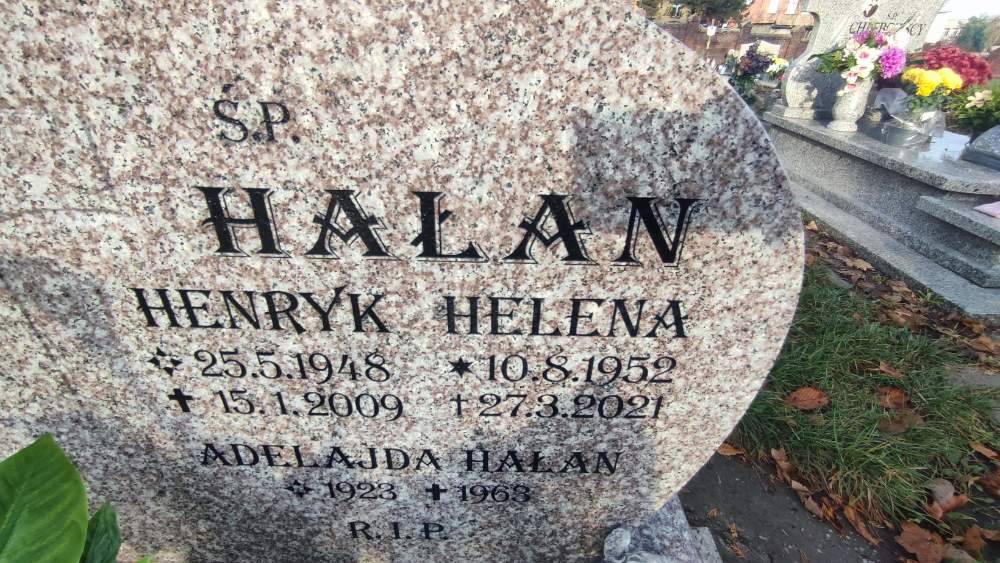 Ś.P.
HAŁAN
HENRYK HELENA
25.5.1948 10.8.1952
15.1.2009 27.3.2021
ADELAJDA HAŁAN
1923 1963
R.I.P.